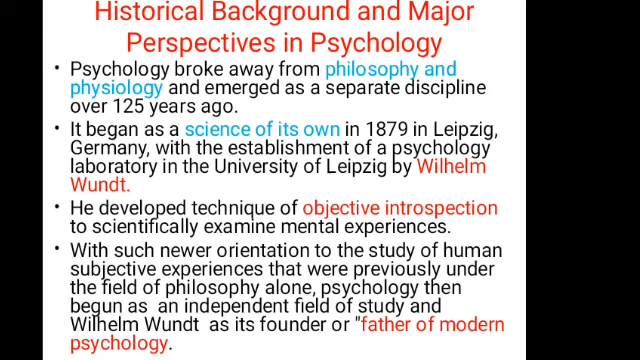 Historical Background and Major
Perspectives in Psychology
• Psychology broke away from philosophy and
physiology and emerged as a separate discipline
over 125 years ago.
• It began as a science of its own in 1879 in Leipzig,
Germany, with the establishment of a psychology
laboratory in the University of Leipzig by Wilhelm
Wundt.
• He developed technique of objective introspection
to scientifically examine mental experiences.
• With such newer orientation to the study of human
subjective experiences that were previously under
the field of philosophy alone, psychology then
begun as an independent field of study and
Wilhelm Wundt as its founder or "father of modern
psychology.